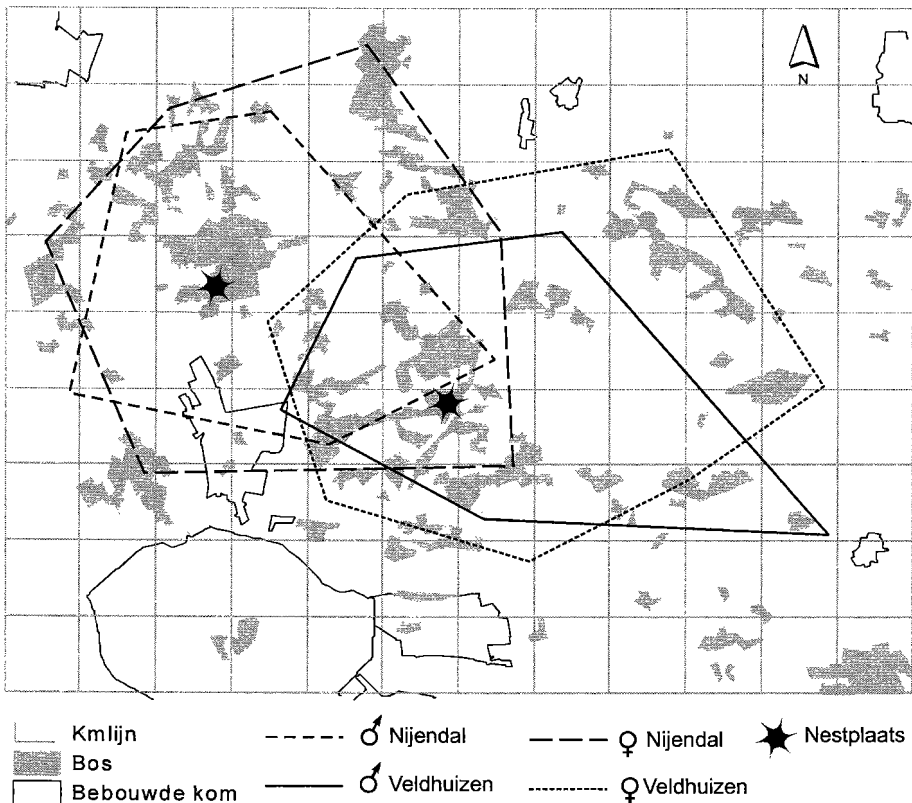 N
Kmlijn
♂ Nijendal
♀ Nijendal
Nestplaats
Bos
Bebouwde kom
♂ Veldhuizen
♀ Veldhuizen